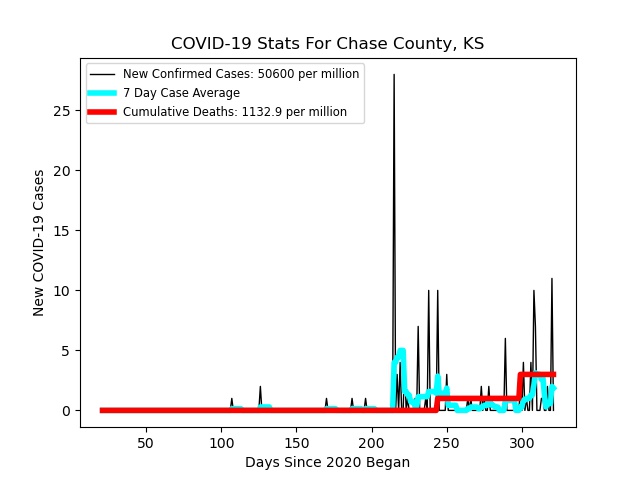 COVID-19 Stats For Chase County, KS
New Confirmed Cases: 50600 per million
7 Day Case Average
Cumulative Deaths: 1132.9 per million
New COVID-19 Cases
25
20
15
10
5
0
50 100 150 200 250 300
Days Since 2020 Began